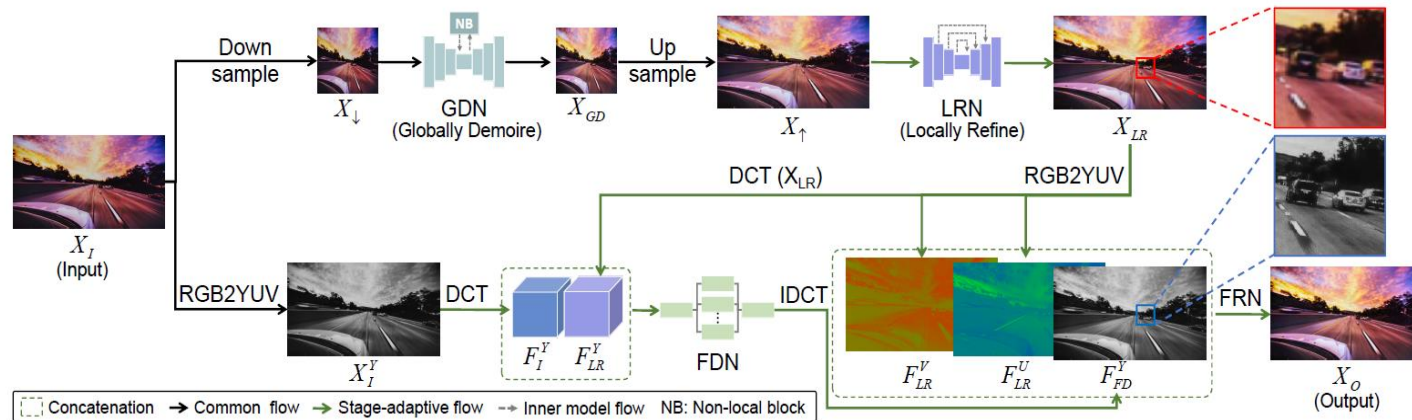 NB
Down
sample
Up
sample
X↓
GDN
(Globally Demoire)
X_GD
X↑
LRN
(Locally Refine)
X_LR
DCT (X_LR)
RGB2YUV
X_I
(Input)
RGB2YUV
DCT
IDCT
FRN
X_I^Y
F_I^Y
F_LR^Y
FDN
F_LR^V
F_LR^U
F_FD^Y
X_O
(Output)
Concatenation
Common flow
Stage-adaptive flow
Inner model flow
NB: Non-local block